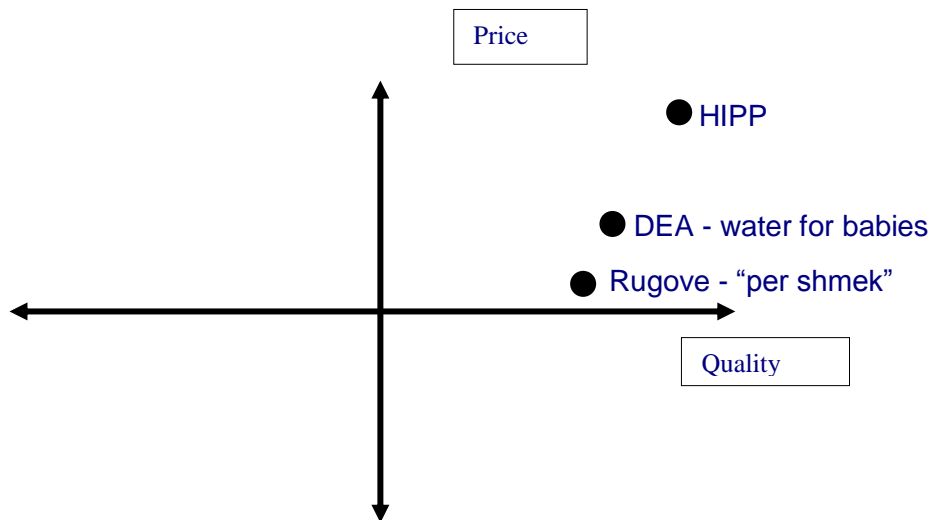 Price
HIPP
DEA - water for babies
Rugove - “per shmek”
Quality